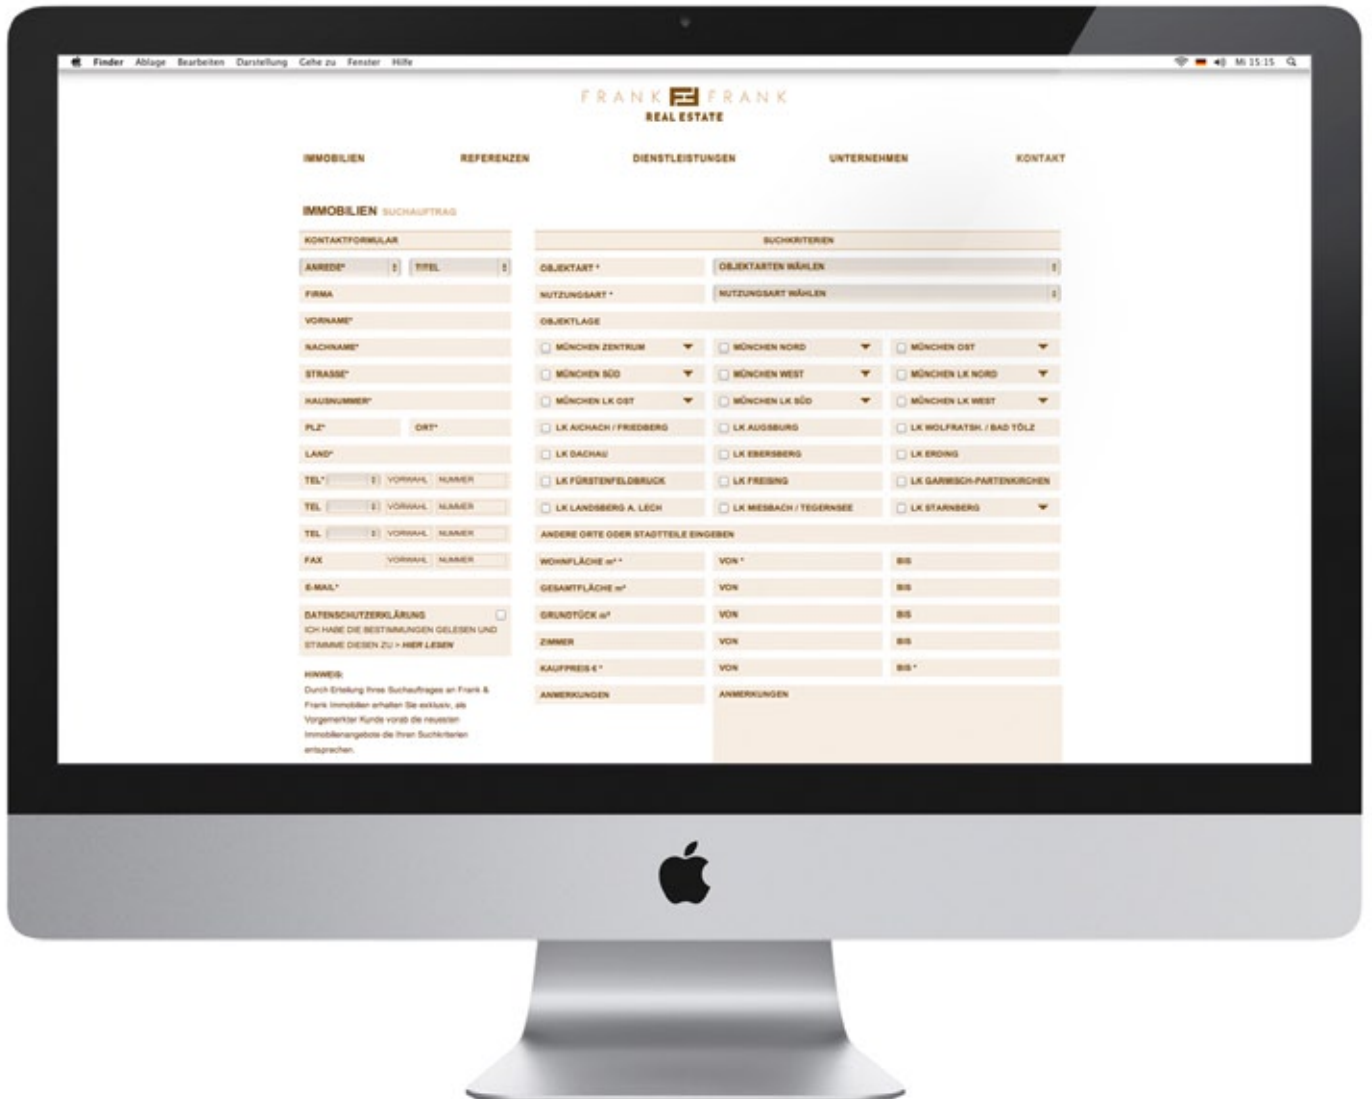 Finder Ablage Bearbeiten Darstellung Gehe zu Fenster Hilfe Mi 15:15
FRANK FRANK
REAL ESTATE
IMMOBILIEN REFERENZEN DIENSTLEISTUNGEN UNTERNEHMEN KONTAKT
IMMOBILIEN SUCHAUFTRAG
KONTAKTFORMULAR
ANREDE* TITEL
FIRMA
VORNAME*
NACHNAME*
STRASSE*
HAUSNUMMER*
PLZ* ORT*
LAND*
TEL* VORWAHL NUMMER
TEL VORWAHL NUMMER
TEL VORWAHL NUMMER
FAX VORWAHL NUMMER
E-MAIL*
DATENSCHUTZERKLÄRUNG
ICH HABE DIE BESTIMMUNGEN GELESEN UND
STIMME DIESEN ZU > HIER LESEN
HINWEIS:
Durch Erteilung Ihres Suchauftrages an Frank &
Frank Immobilien erhalten Sie exklusiv, als
Vorgemerkter Kunde vorab die neuesten
Immobilienangebote die Ihren Suchkriterien
entsprechen.
SUCHKRITERIEN
OBJEKTART * OBJEKTARTEN WÄHLEN
NUTZUNGSART * NUTZUNGSART WÄHLEN
OBJEKTLAGE
MÜNCHEN ZENTRUM MÜNCHEN NORD MÜNCHEN OST
MÜNCHEN SÜD MÜNCHEN WEST MÜNCHEN LK NORD
MÜNCHEN LK OST MÜNCHEN LK SÜD MÜNCHEN LK WEST
LK AICHACH / FRIEDBERG LK AUGSBURG LK WOLFRATSH. / BAD TÖLZ
LK DACHAU LK EBERSBERG LK ERDING
LK FÜRSTENFELDBRUCK LK FREISING LK GARMISCH-PARTENKIRCHEN
LK LANDSBERG A. LECH LK MIESBACH / TEGERNSEE LK STARNBERG
ANDERE ORTE ODER STADTTEILE EINGEBEN
WOHNFLÄCHE m² * VON * BIS
GESAMTFLÄCHE m² VON BIS
GRUNDTÜCK m² VON BIS
ZIMMER VON BIS
KAUFPREIS € * VON BIS *
ANMERKUNGEN ANMERKUNGEN